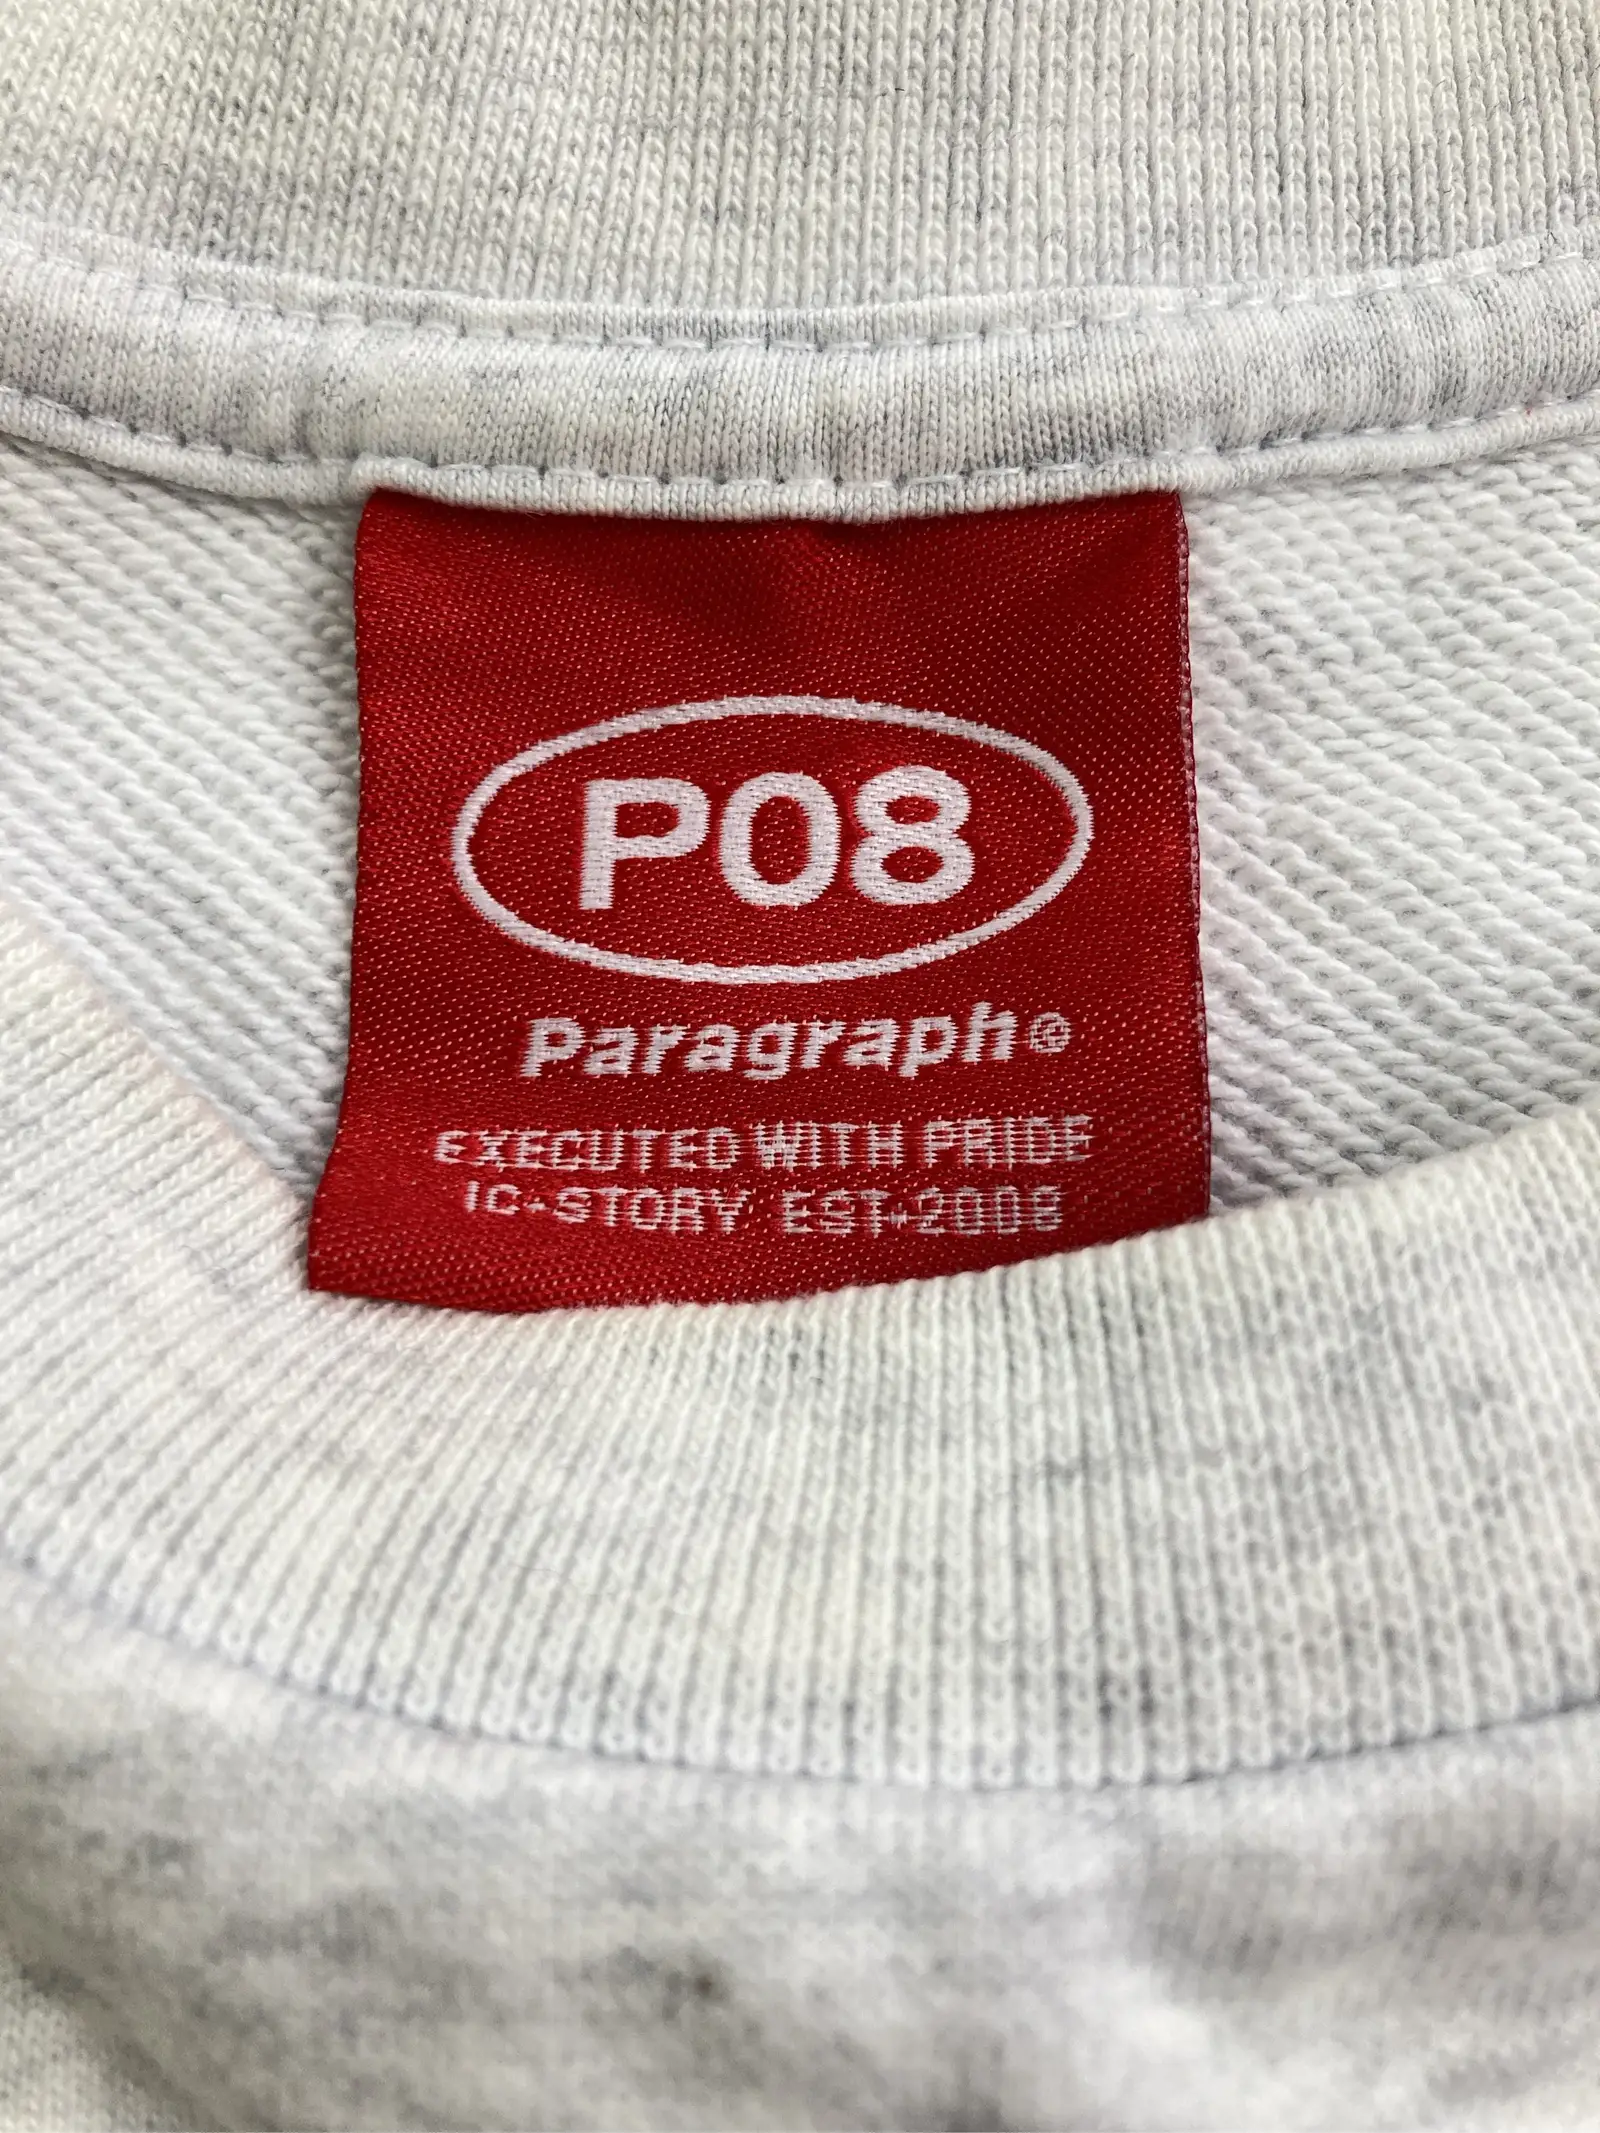 P08
Paragraph®
EXECUTED WITH PRIDE
IC-STORY EST+2008